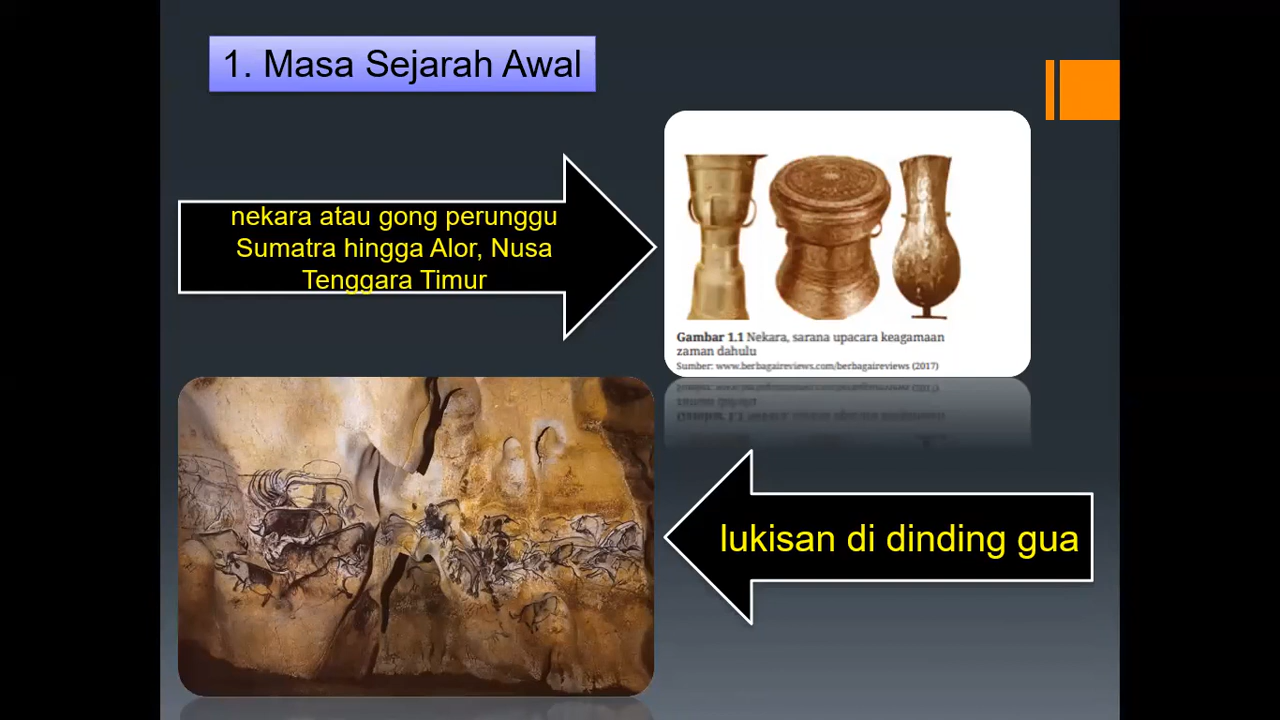 1. Masa Sejarah Awal
nekara atau gong perunggu
Sumatra hingga Alor, Nusa
Tenggara Timur
Gambar 1.1 Nekara, sarana upacara keagamaan
zaman dahulu
Sumber: www.berbagaireviews.com/berbagaireviews (2017)
lukisan di dinding gua